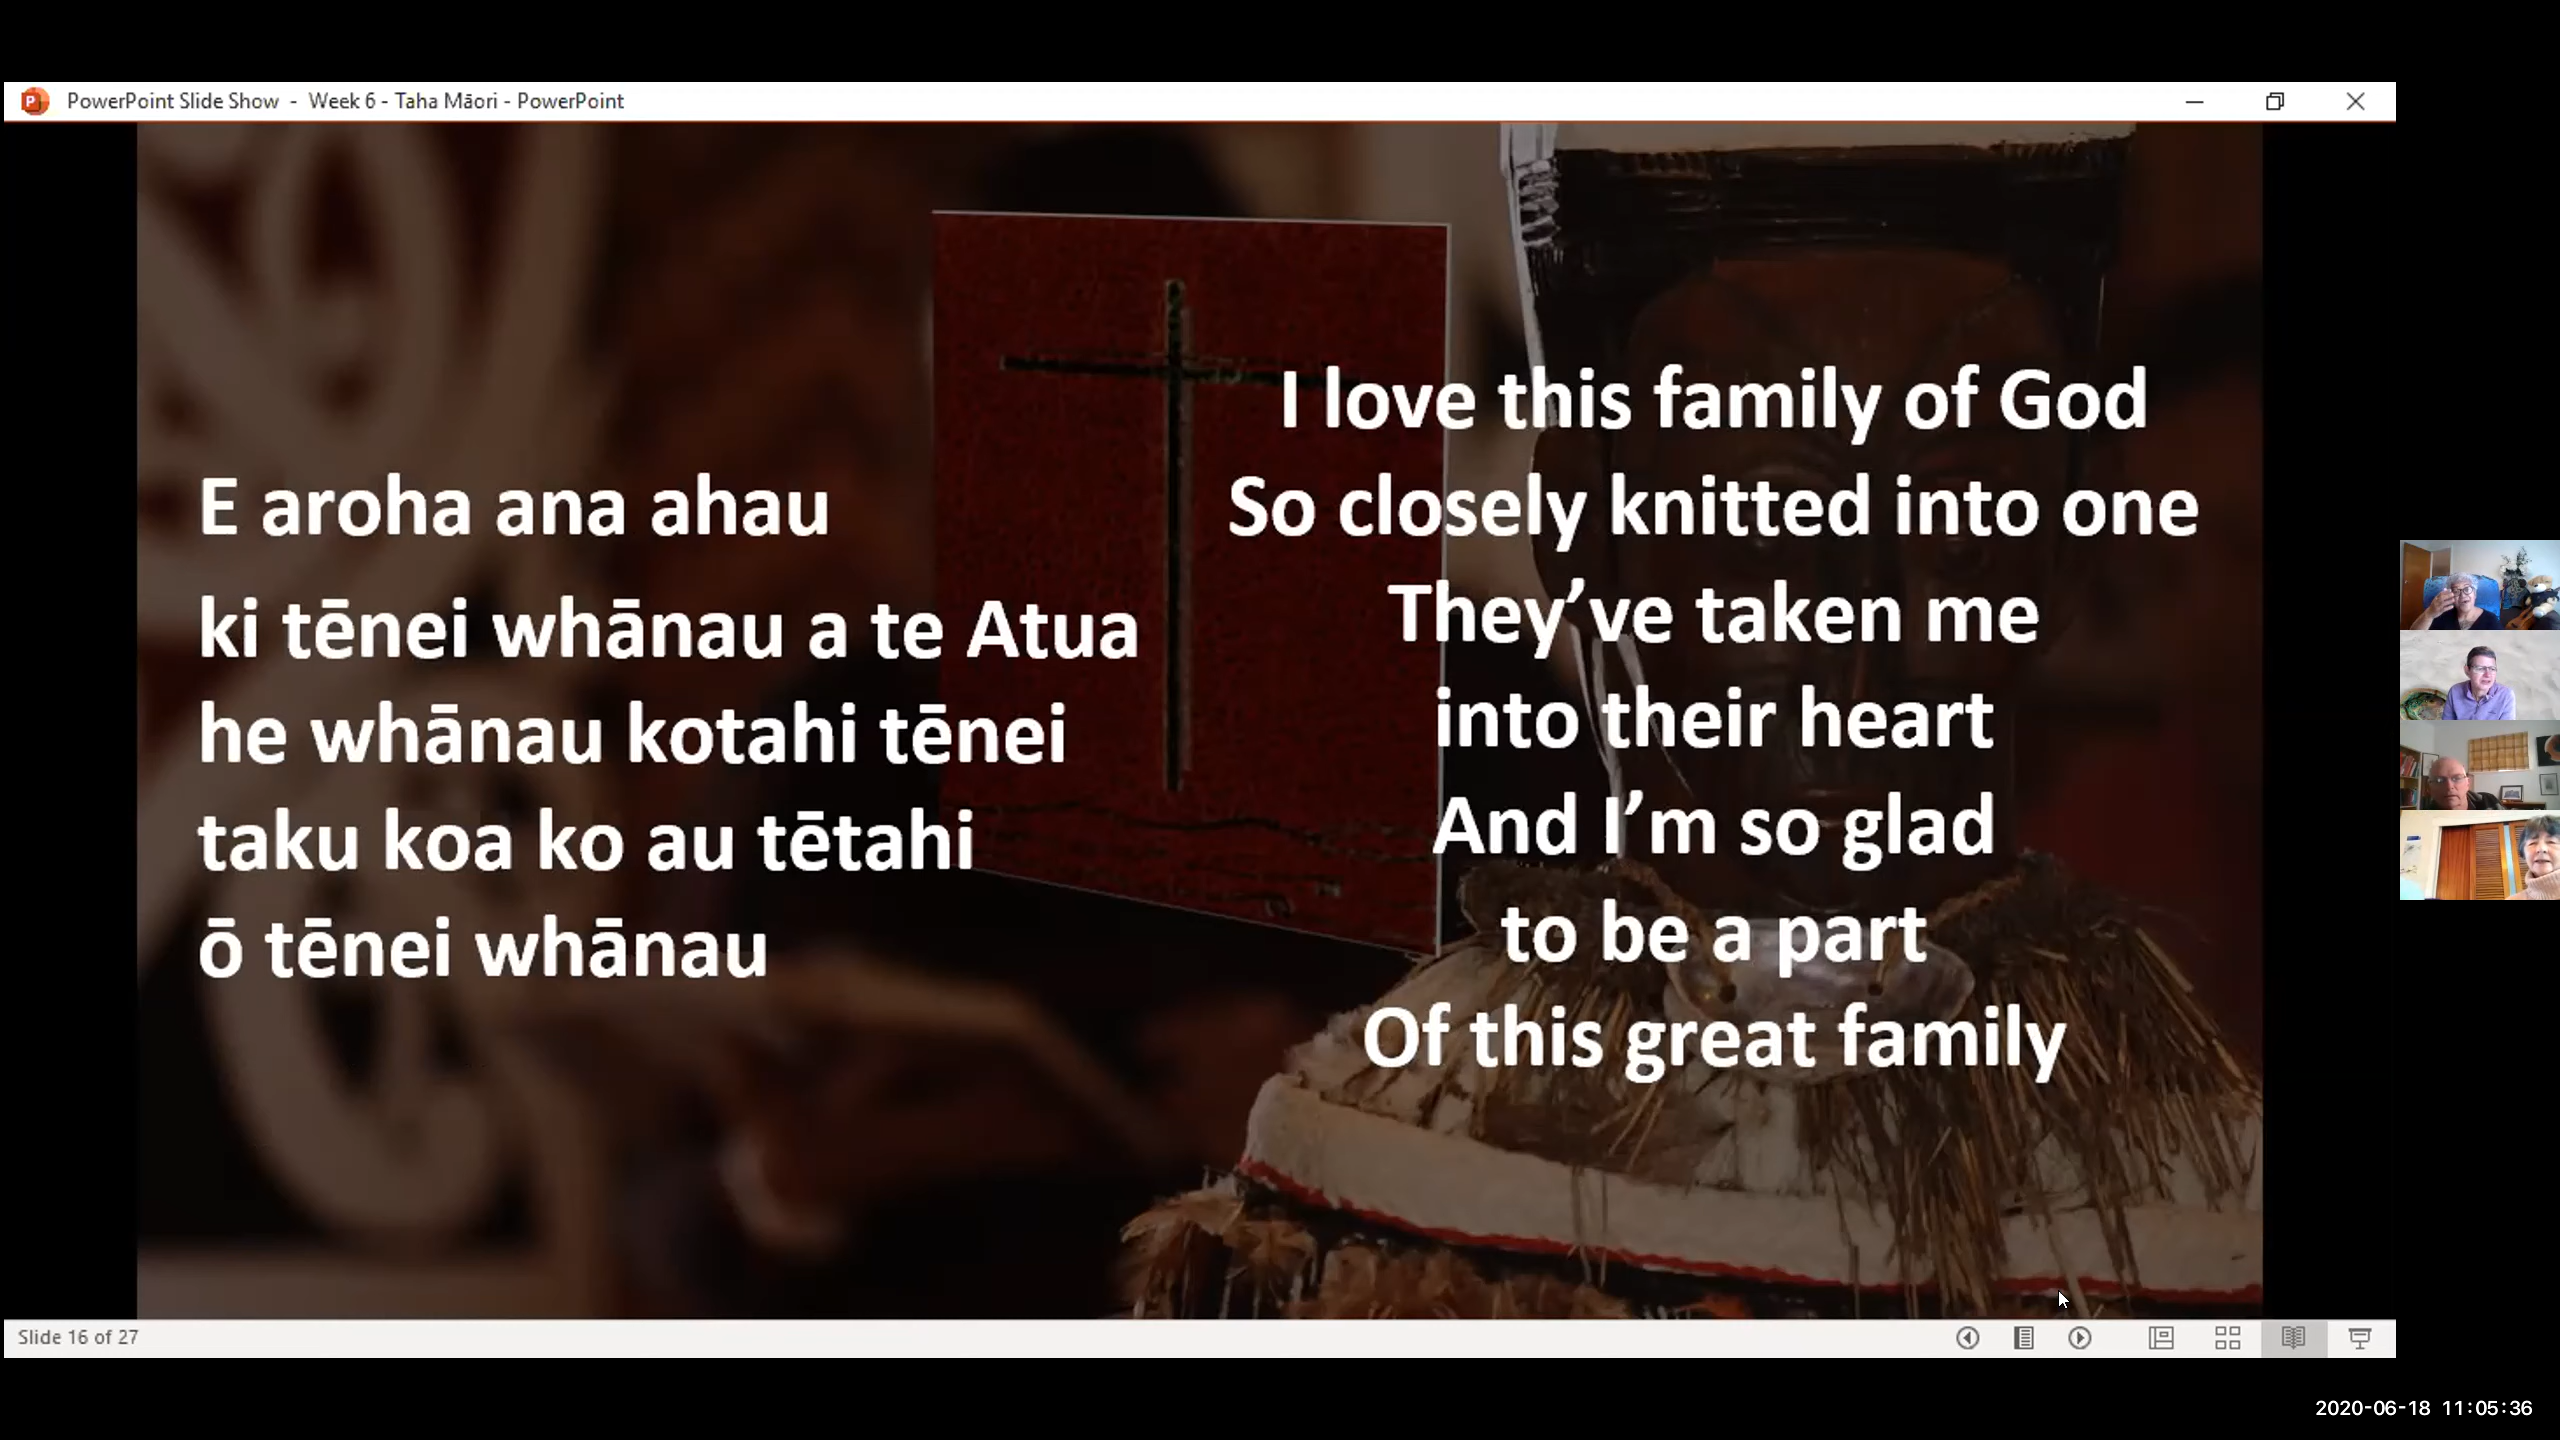 PowerPoint Slide Show - Week 6 - Taha Māori - PowerPoint
E aroha ana ahau
ki tēnei whānau a te Atua
he whānau kotahi tēnei
taku koa ko au tētahi
ō tēnei whānau
I love this family of God
So closely knitted into one
They’ve taken me
into their heart
And I’m so glad
to be a part
Of this great family
Slide 16 of 27
2020-06-18 11:05:36